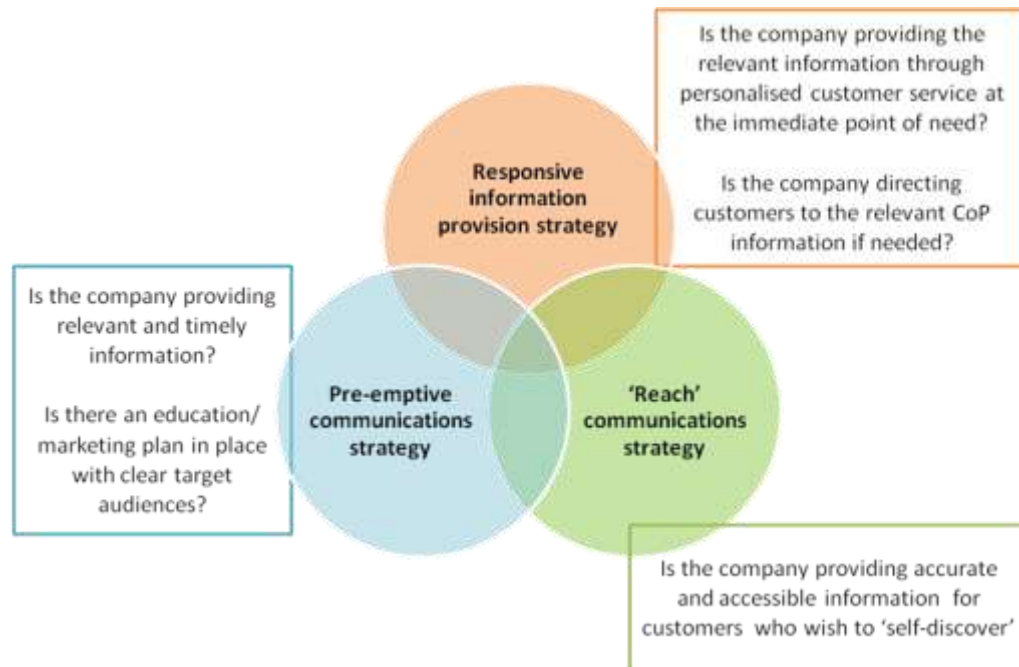 Is the company providing the
relevant information through
personalised customer service at
the immediate point of need?
Is the company directing
customers to the relevant CoP
information if needed?
Responsive
information
provision strategy
Is the company providing
relevant and timely
information?
Is there an education/
marketing plan in place
with clear target
audiences?
Pre-emptive
communications
strategy
‘Reach’
communications
strategy
Is the company providing accurate
and accessible information for
customers who wish to ‘self-discover’